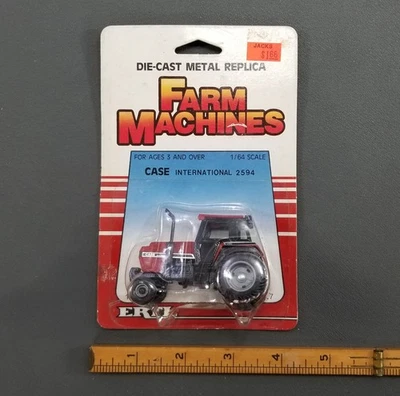 JACKS
DIE-CAST METAL REPLICA
FARM
MACHINES
FOR AGES 3 AND OVER 1/64 SCALE
CASE INTERNATIONAL 2594
ERTL
1 2 3 4 5